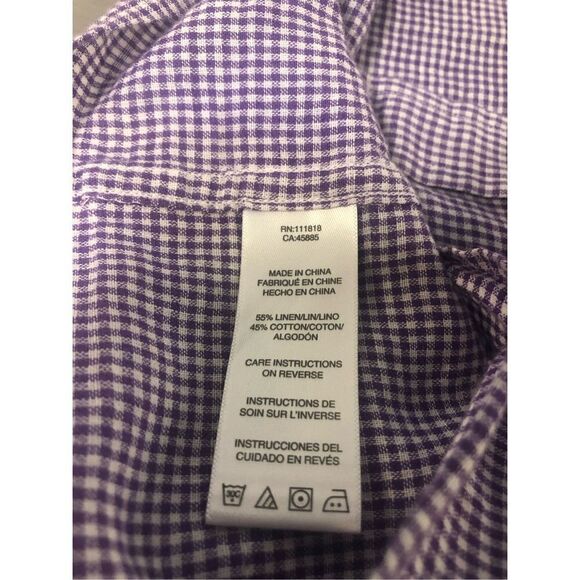 RN:111818
CA:45885
MADE IN CHINA
FABRIQUÉ EN CHINE
HECHO EN CHINA
55% LINEN/LIN/LINO
45% COTTON/COTON/
ALGODÓN
CARE INSTRUCTIONS
ON REVERSE
INSTRUCTIONS DE
SOIN SUR L'INVERSE
INSTRUCCIONES DEL
CUIDADO EN REVÉS
30C